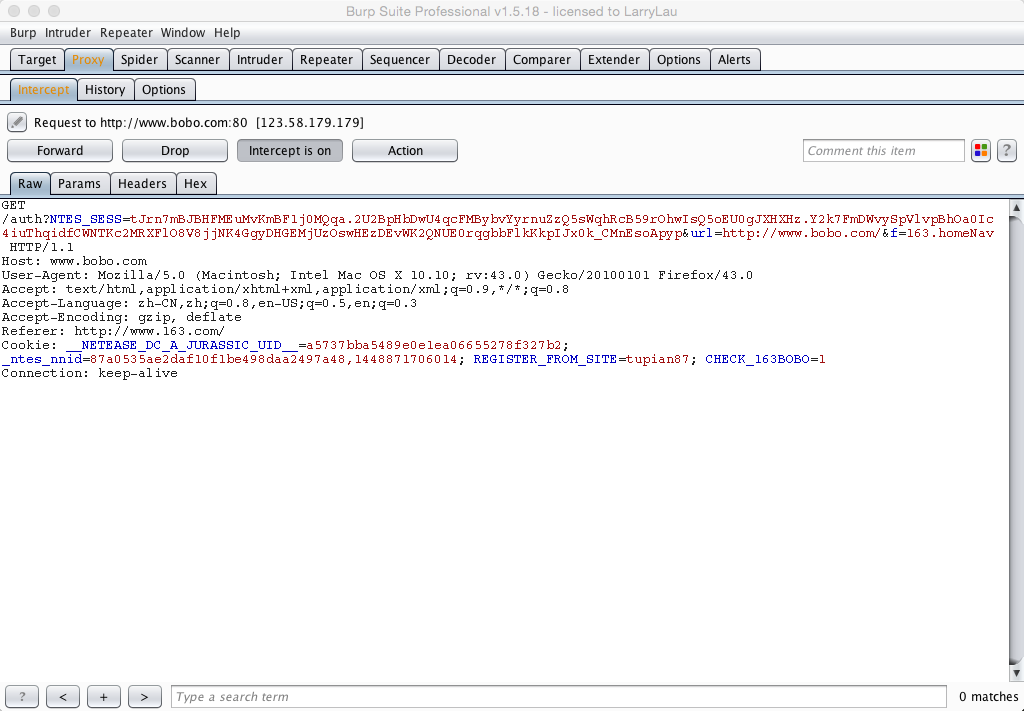 Burp Suite Professional v1.5.18 - licensed to LarryLau
Burp Intruder Repeater Window Help
Target Proxy Spider Scanner Intruder Repeater Sequencer Decoder Comparer Extender Options Alerts
Intercept History Options
Request to http://www.bobo.com:80 [123.58.179.179]
Forward Drop Intercept is on Action Comment this item ?
Raw Params Headers Hex
GET
/auth?NTES_SESS=tJrn7mBJBHFMEuMvKmBF1j0MQqa.2U2BpHbDwU4qcFMBybvYyrnuZzQ5sWqhRcB59rOhwIsQ5oEU0gJXHXHz.Y2k7FmDWvySpVlvpBhOa0Ic
4iuThqidfCWNTKc2MRXFlO8V8jjNK4GgyDHGEMjUzOswHEzDEvWK2QNUE0rqgbbFlkKkpIJx0k_CMnEsoApyp&url=http://www.bobo.com/&f=163.homeNav
HTTP/1.1
Host: www.bobo.com
User-Agent: Mozilla/5.0 (Macintosh; Intel Mac OS X 10.10; rv:43.0) Gecko/20100101 Firefox/43.0
Accept: text/html,application/xhtml+xml,application/xml;q=0.9,*/*;q=0.8
Accept-Language: zh-CN,zh;q=0.8,en-US;q=0.5,en;q=0.3
Accept-Encoding: gzip, deflate
Referer: http://www.163.com/
Cookie: __NETEASE_DC_A_JURASSIC_UID__=a5737bba5489e0e1ea06655278f327b2;
_ntes_nnid=87a0535ae2daf10f1be498daa2497a48,1448871706014; REGISTER_FROM_SITE=tupian87; CHECK_163BOBO=1
Connection: keep-alive
? < + > Type a search term 0 matches